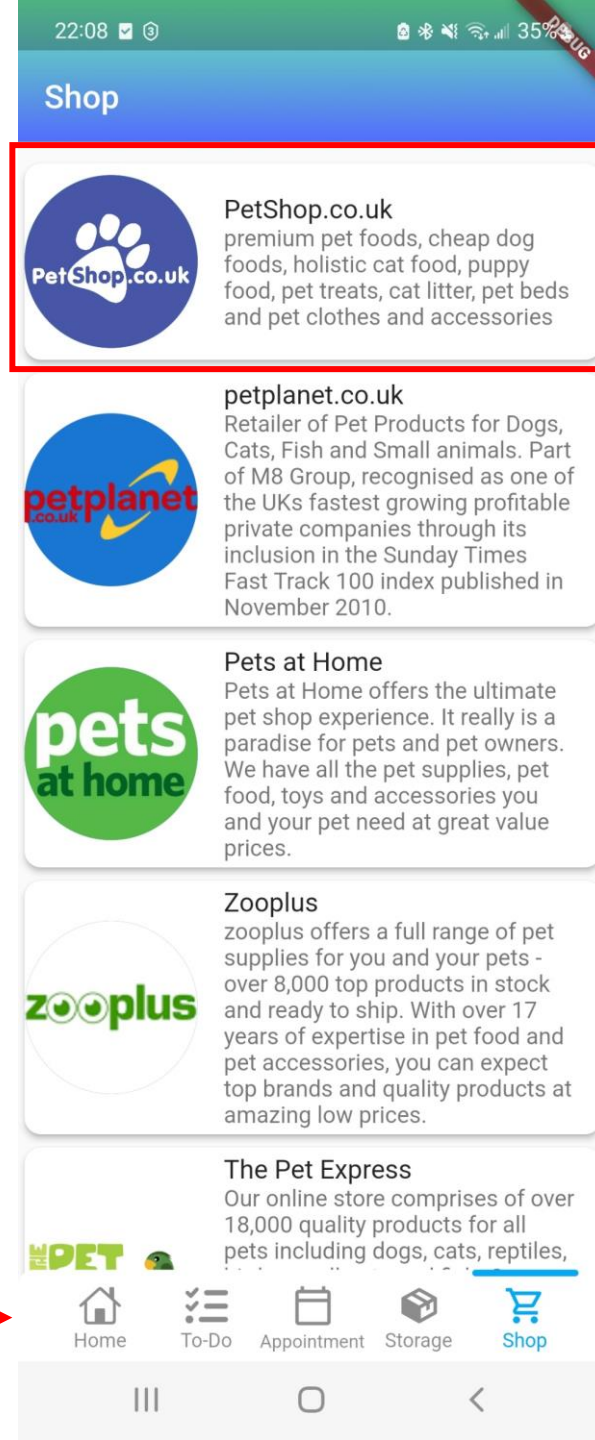 22:08
35%
DEBUG
Shop
PetShop.co.uk
PetShop.co.uk
premium pet foods, cheap dog
foods, holistic cat food, puppy
food, pet treats, cat litter, pet beds
and pet clothes and accessories
petplanet
.co.uk
petplanet.co.uk
Retailer of Pet Products for Dogs,
Cats, Fish and Small animals. Part
of M8 Group, recognised as one of
the UKs fastest growing profitable
private companies through its
inclusion in the Sunday Times
Fast Track 100 index published in
November 2010.
pets
at home
Pets at Home
Pets at Home offers the ultimate
pet shop experience. It really is a
paradise for pets and pet owners.
We have all the pet supplies, pet
food, toys and accessories you
and your pet need at great value
prices.
zooplus
Zooplus
zooplus offers a full range of pet
supplies for you and your pets -
over 8,000 top products in stock
and ready to ship. With over 17
years of expertise in pet food and
pet accessories, you can expect
top brands and quality products at
amazing low prices.
PET
The Pet Express
Our online store comprises of over
18,000 quality products for all
pets including dogs, cats, reptiles,
Home
To-Do
Appointment
Storage
Shop